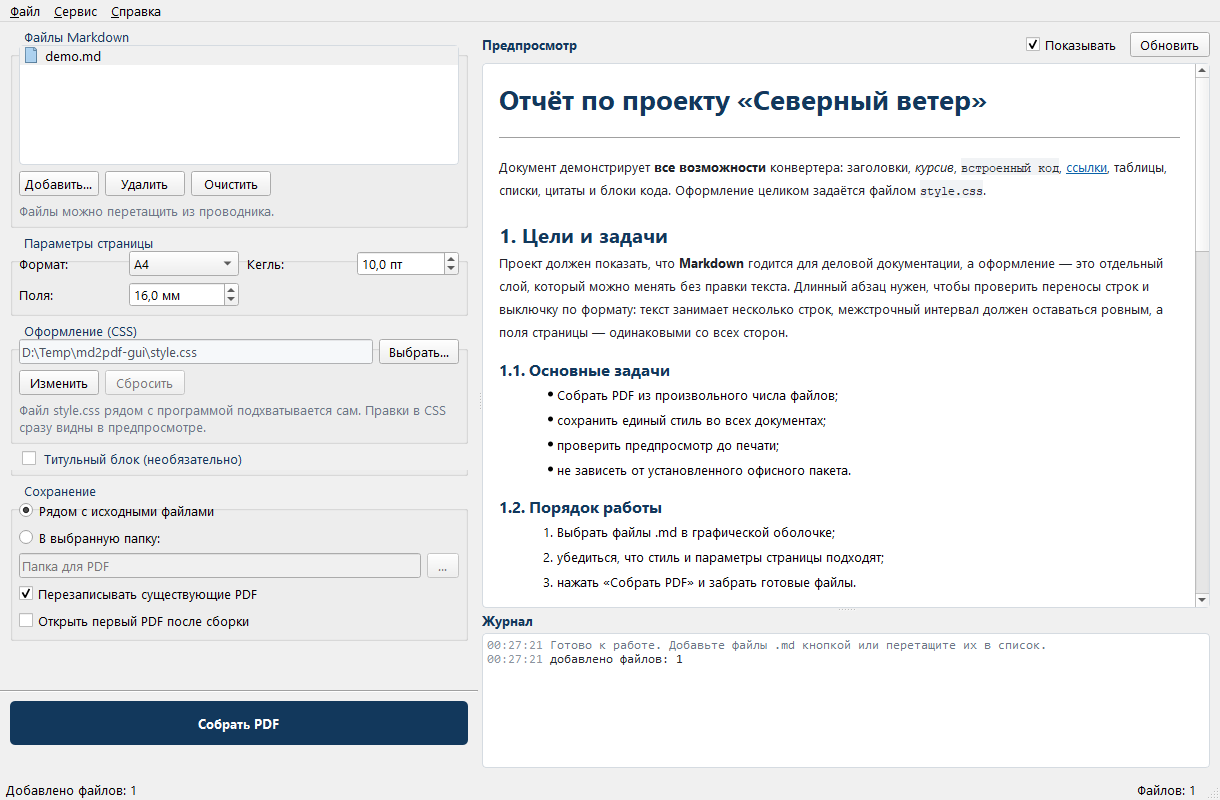 Файл Сервис Справка
Файлы Markdown
demo.md
Добавить... Удалить Очистить
Файлы можно перетащить из проводника.
Параметры страницы
Формат: A4 Кегль: 10,0 пт
Поля: 16,0 мм
Оформление (CSS)
D:\Temp\md2pdf-gui\style.css Выбрать...
Изменить Сбросить
Файл style.css рядом с программой подхватывается сам. Правки в CSS
сразу видны в предпросмотре.
Титульный блок (необязательно)
Сохранение
Рядом с исходными файлами
В выбранную папку:
Папка для PDF ...
Перезаписывать существующие PDF
Открыть первый PDF после сборки
Собрать PDF
Предпросмотр Показывать Обновить
Отчёт по проекту «Северный ветер»
Документ демонстрирует все возможности конвертера: заголовки, курсив, встроенный код, ссылки, таблицы,
списки, цитаты и блоки кода. Оформление целиком задаётся файлом style.css.
1. Цели и задачи
Проект должен показать, что Markdown годится для деловой документации, а оформление — это отдельный
слой, который можно менять без правки текста. Длинный абзац нужен, чтобы проверить переносы строк и
выключку по формату: текст занимает несколько строк, межстрочный интервал должен оставаться ровным, а
поля страницы — одинаковыми со всех сторон.
1.1. Основные задачи
• Собрать PDF из произвольного числа файлов;
• сохранить единый стиль во всех документах;
• проверить предпросмотр до печати;
• не зависеть от установленного офисного пакета.
1.2. Порядок работы
1. Выбрать файлы .md в графической оболочке;
2. убедиться, что стиль и параметры страницы подходят;
3. нажать «Собрать PDF» и забрать готовые файлы.
Журнал
00:27:21 Готово к работе. Добавьте файлы .md кнопкой или перетащите их в список.
00:27:21 добавлено файлов: 1
Добавлено файлов: 1 Файлов: 1